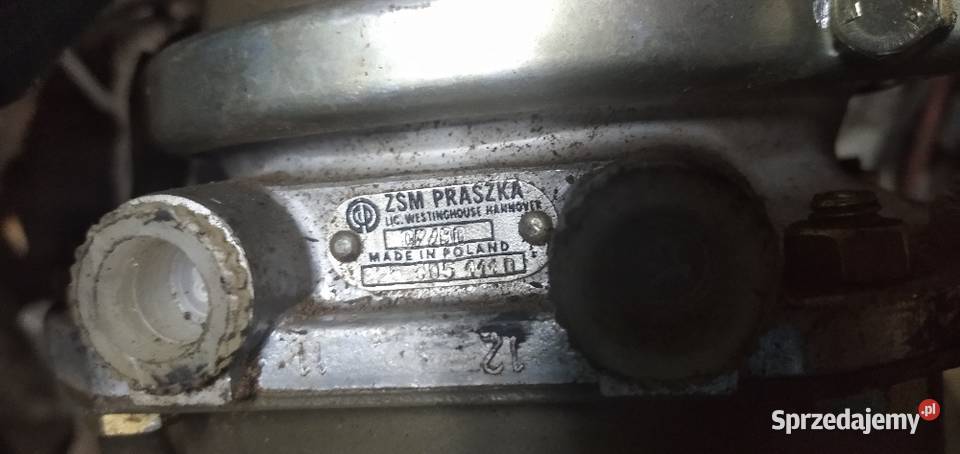 ZSM PRASZKA
LIC. WESTINGHOUSE HANNOVER
MADE IN POLAND
11
12
Sprzedajemy.pl